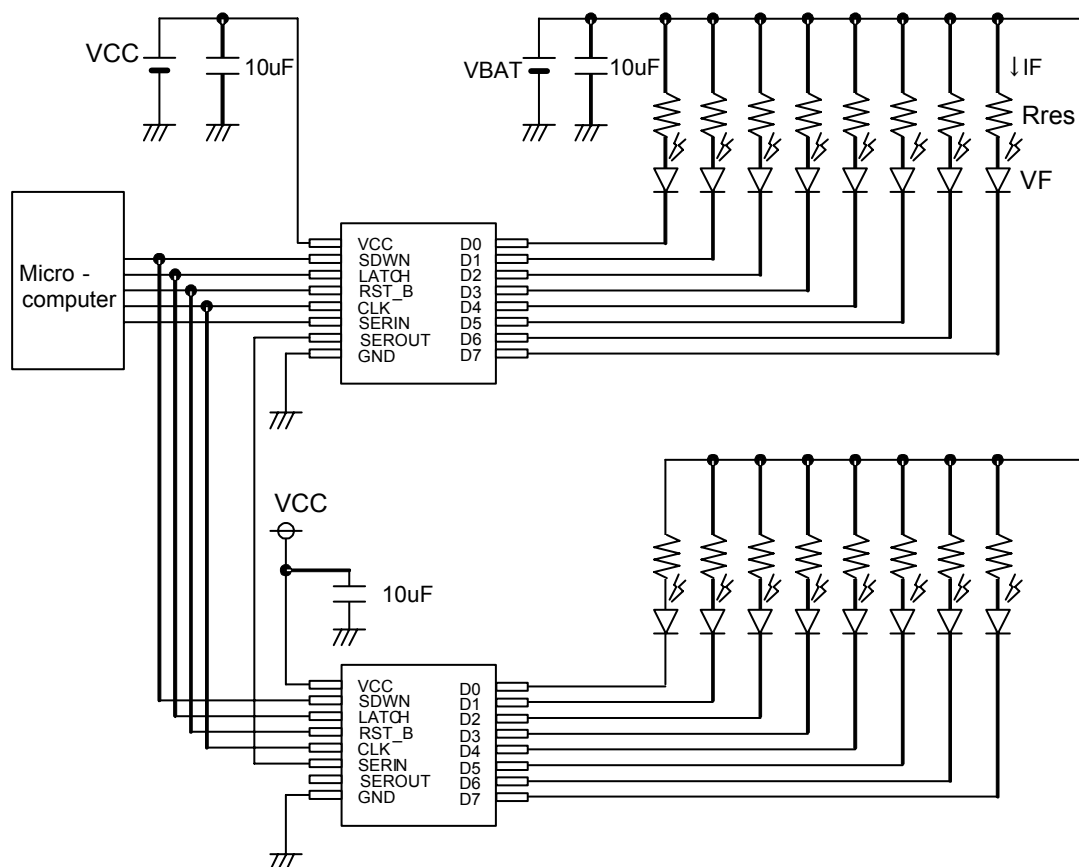 VCC
10uF
VBAT
10uF
↓IF
Rres
VF
Micro -
computer
VCC
SDWN
LATCH
RST_B
CLK
SERIN
SEROUT
GND
D0
D1
D2
D3
D4
D5
D6
D7
VCC
10uF
VCC
SDWN
LATCH
RST_B
CLK
SERIN
SEROUT
GND
D0
D1
D2
D3
D4
D5
D6
D7